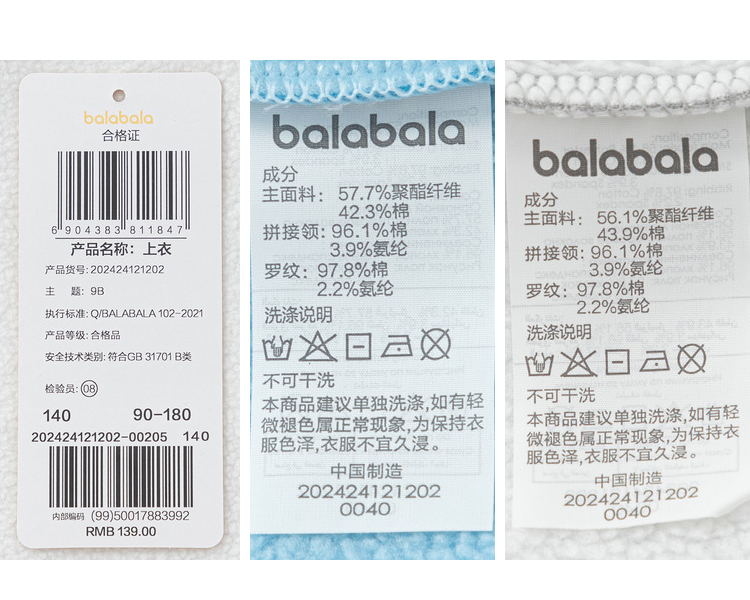 balabala
合格证
6 904383 811847
产品名称：上衣
产品货号: 202424121202
主 题: 9B
执行标准: Q/BALABALA 102-2021
产品等级: 合格品
安全技术类别: 符合GB 31701 B类
检验员: 08
140 90-180
202424121202-00205 140
内部编码 (99)50017883992
RMB 139.00
balabala
成分
主面料： 57.7%聚酯纤维
42.3%棉
拼接领： 96.1%棉
3.9%氨纶
罗纹： 97.8%棉
2.2%氨纶
洗涤说明
不可干洗
本商品建议单独洗涤,如有轻
微褪色属正常现象,为保持衣
服色泽,衣服不宜久浸。
中国制造
202424121202
0040
balabala
成分
主面料： 56.1%聚酯纤维
43.9%棉
拼接领： 96.1%棉
3.9%氨纶
罗纹： 97.8%棉
2.2%氨纶
洗涤说明
不可干洗
本商品建议单独洗涤,如有轻
微褪色属正常现象,为保持衣
服色泽,衣服不宜久浸。
中国制造
202424121202
0040